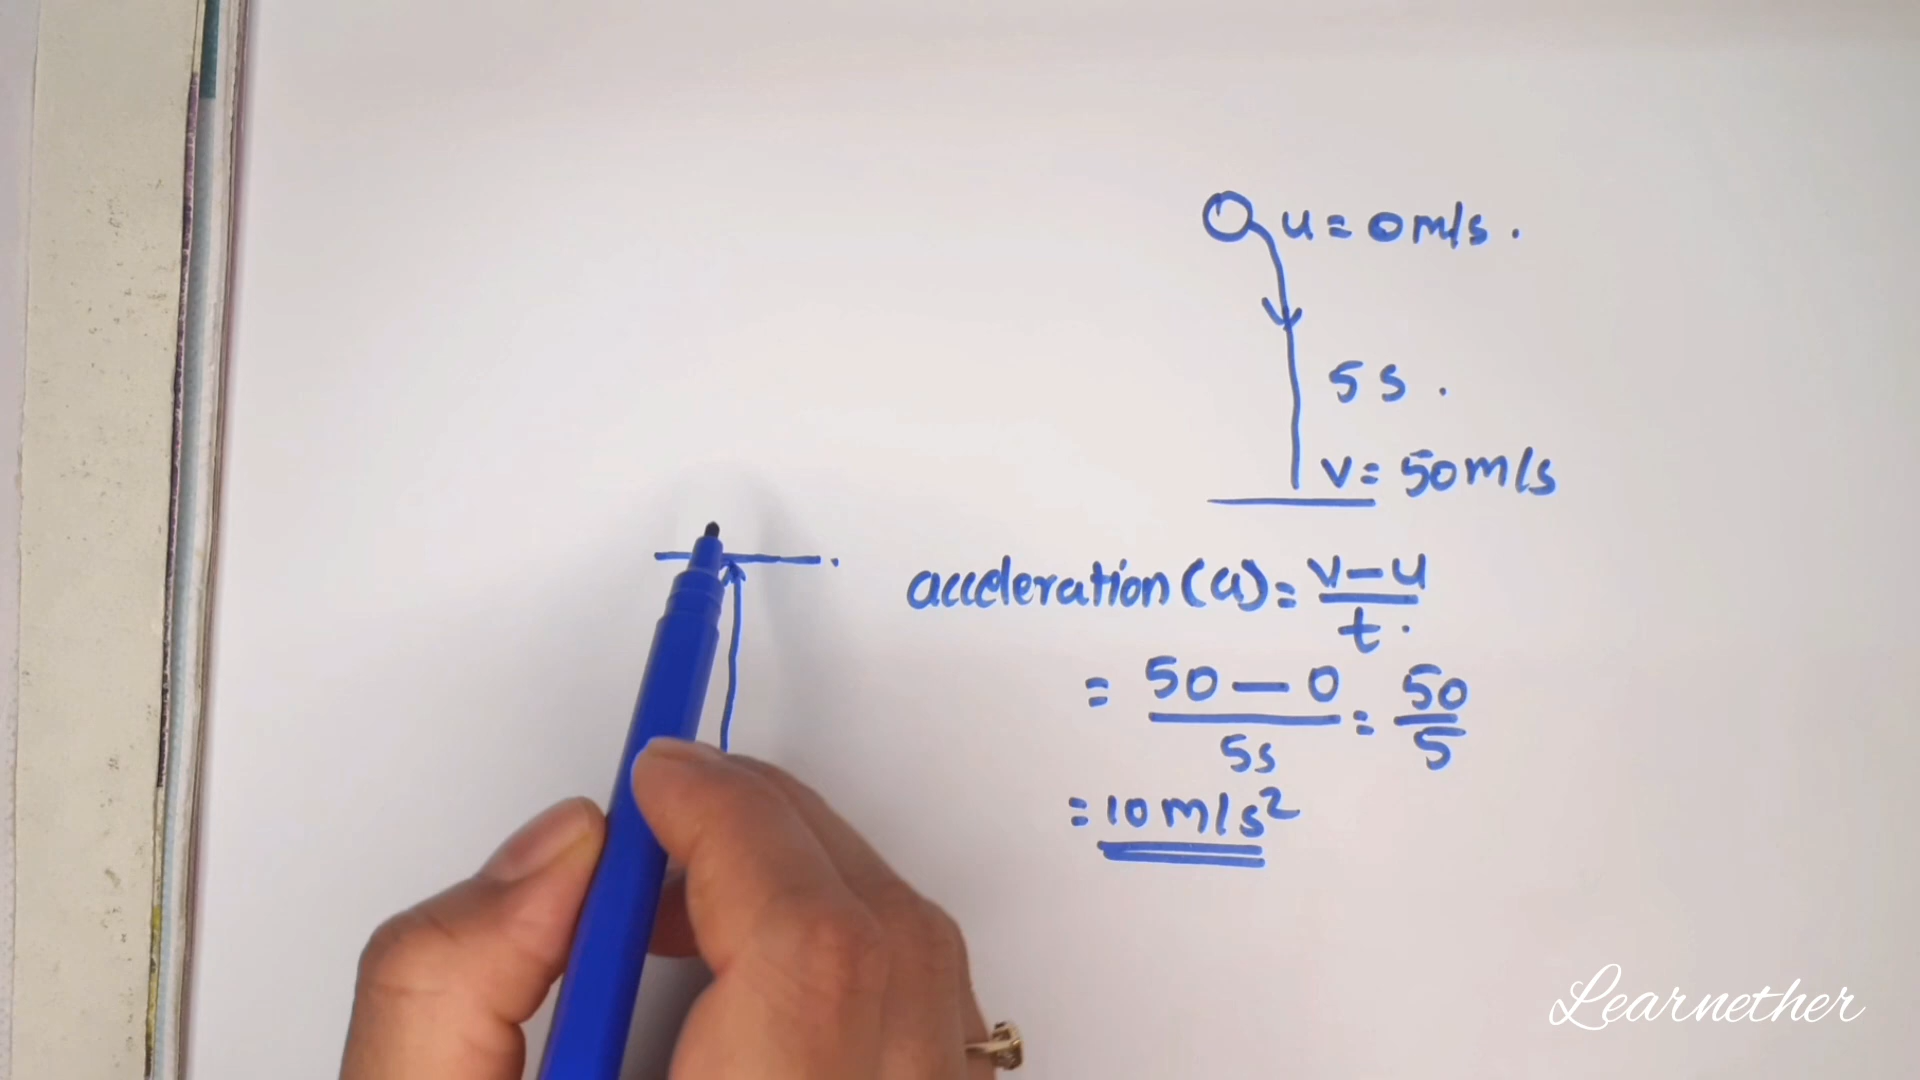 u = 0 m/s .
5 s .
v = 50 m/s
acceleration (a) = v - u / t .
= 50 - 0 / 5s = 50 / 5
= 10 m/s²
Learnether